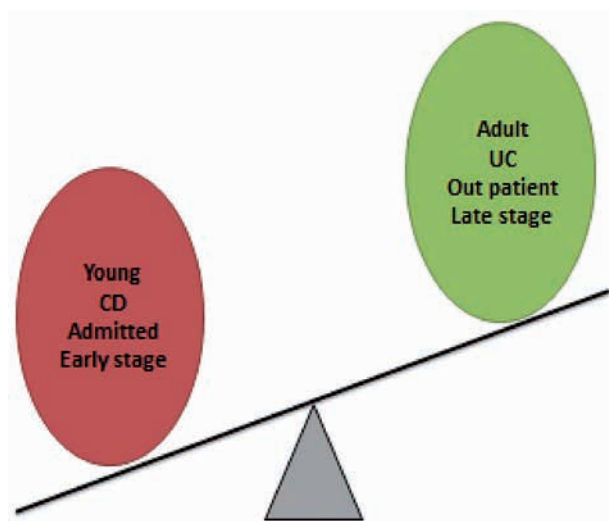 Young
CD
Admitted
Early stage
Adult
UC
Out patient
Late stage